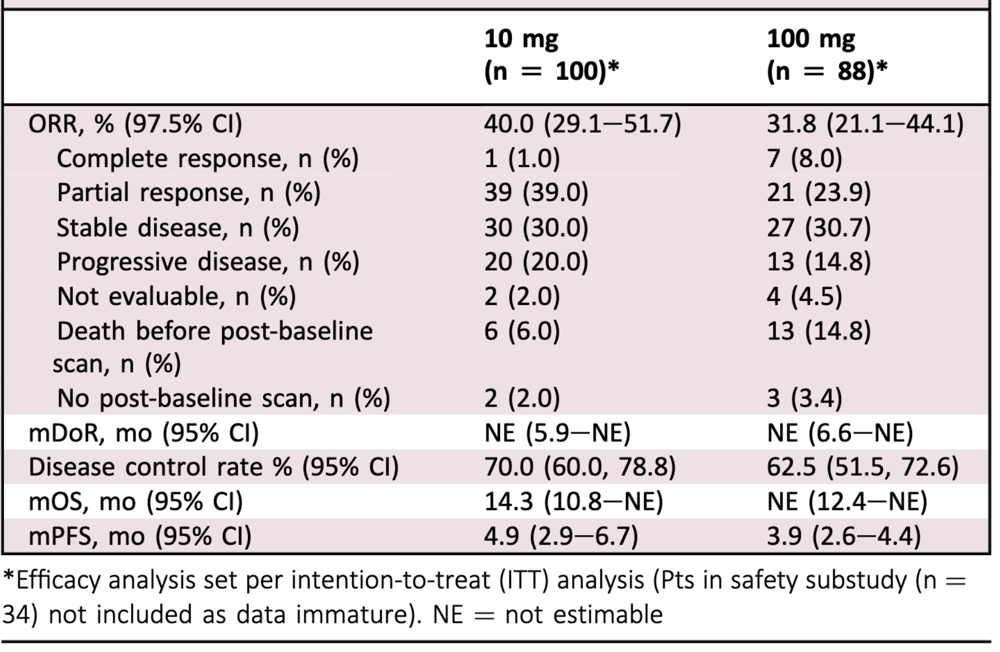 10 mg 100 mg
(n = 100)* (n = 88)*
ORR, % (97.5% CI) 40.0 (29.1—51.7) 31.8 (21.1—44.1)
Complete response, n (%) 1 (1.0) 7 (8.0)
Partial response, n (%) 39 (39.0) 21 (23.9)
Stable disease, n (%) 30 (30.0) 27 (30.7)
Progressive disease, n (%) 20 (20.0) 13 (14.8)
Not evaluable, n (%) 2 (2.0) 4 (4.5)
Death before post-baseline 6 (6.0) 13 (14.8)
scan, n (%)
No post-baseline scan, n (%) 2 (2.0) 3 (3.4)
mDoR, mo (95% CI) NE (5.9—NE) NE (6.6—NE)
Disease control rate % (95% CI) 70.0 (60.0, 78.8) 62.5 (51.5, 72.6)
mOS, mo (95% CI) 14.3 (10.8—NE) NE (12.4—NE)
mPFS, mo (95% CI) 4.9 (2.9—6.7) 3.9 (2.6—4.4)
*Efficacy analysis set per intention-to-treat (ITT) analysis (Pts in safety substudy (n =
34) not included as data immature). NE = not estimable